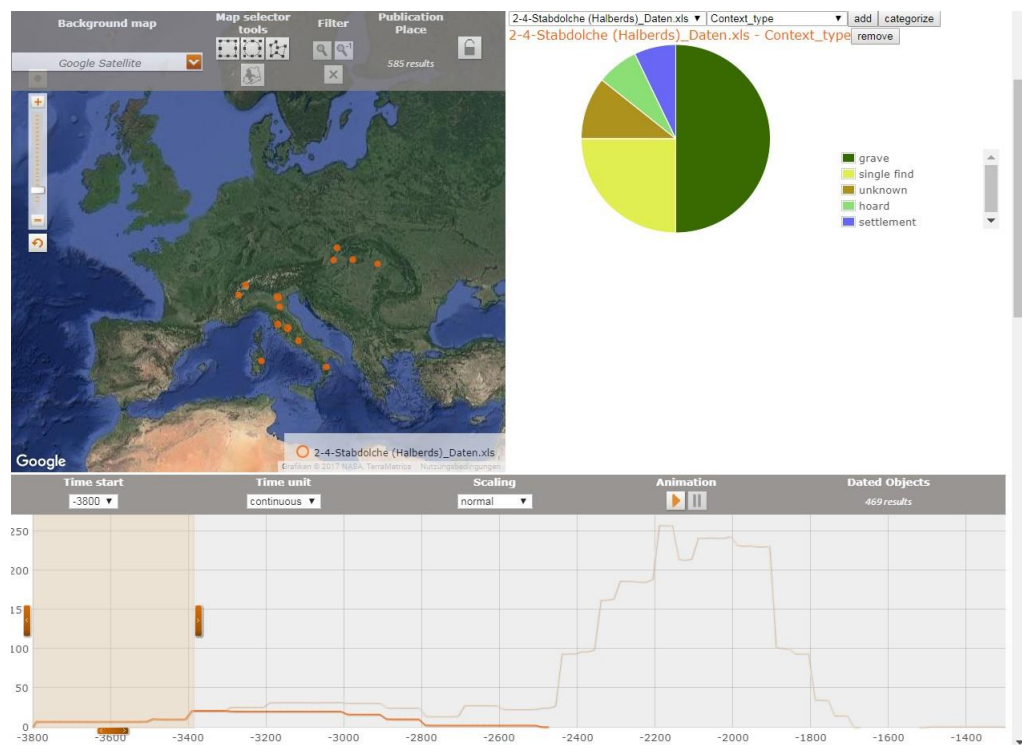 Background map
Map selector tools
Filter
Publication Place
Google Satellite
-1
585 results
2-4-Stabdolche (Halberds)_Daten.xls
Context_type
add
categorize
2-4-Stabdolche (Halberds)_Daten.xls - Context_type
remove
grave
single find
unknown
hoard
settlement
2-4-Stabdolche (Halberds)_Daten.xls
Google
Grafiken © 2017 NASA, TerraMetrics
Nutzungsbedingungen
Time start
Time unit
Scaling
Animation
Dated Objects
-3800
continuous
normal
469 results
250
200
15
100
50
0
-3800 -3600 -3400 -3200 -3000 -2800 -2600 -2400 -2200 -2000 -1800 -1600 -1400